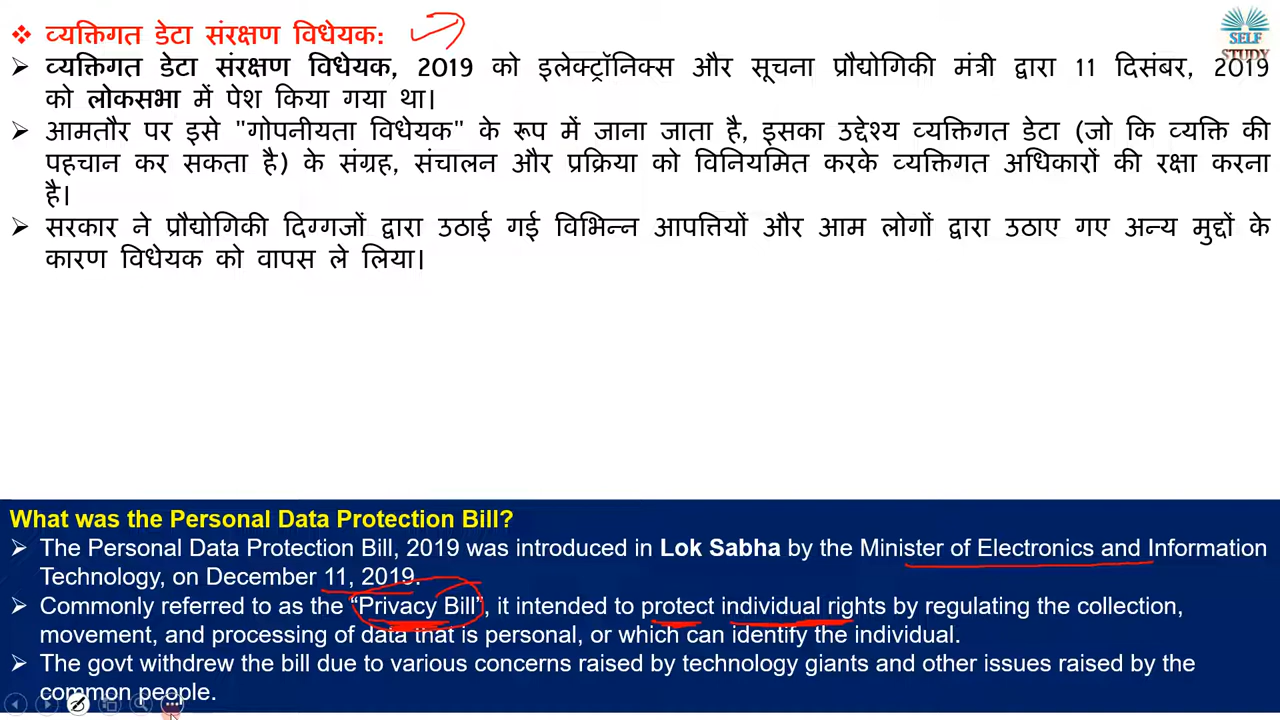 ❖ व्यक्तिगत डेटा संरक्षण विधेयक:
SELF
STUDY
➤ व्यक्तिगत डेटा संरक्षण विधेयक, 2019 को इलेक्ट्रॉनिक्स और सूचना प्रौद्योगिकी मंत्री द्वारा 11 दिसंबर, 2019
को लोकसभा में पेश किया गया था।
➤ आमतौर पर इसे "गोपनीयता विधेयक" के रूप में जाना जाता है, इसका उद्देश्य व्यक्तिगत डेटा (जो कि व्यक्ति की
पहचान कर सकता है) के संग्रह, संचालन और प्रक्रिया को विनियमित करके व्यक्तिगत अधिकारों की रक्षा करना
है।
➤ सरकार ने प्रौद्योगिकी दिग्गजों द्वारा उठाई गई विभिन्न आपत्तियों और आम लोगों द्वारा उठाए गए अन्य मुद्दों के
कारण विधेयक को वापस ले लिया।
What was the Personal Data Protection Bill?
➤ The Personal Data Protection Bill, 2019 was introduced in Lok Sabha by the Minister of Electronics and Information
Technology, on December 11, 2019.
➤ Commonly referred to as the “Privacy Bill”, it intended to protect individual rights by regulating the collection,
movement, and processing of data that is personal, or which can identify the individual.
➤ The govt withdrew the bill due to various concerns raised by technology giants and other issues raised by the
common people.